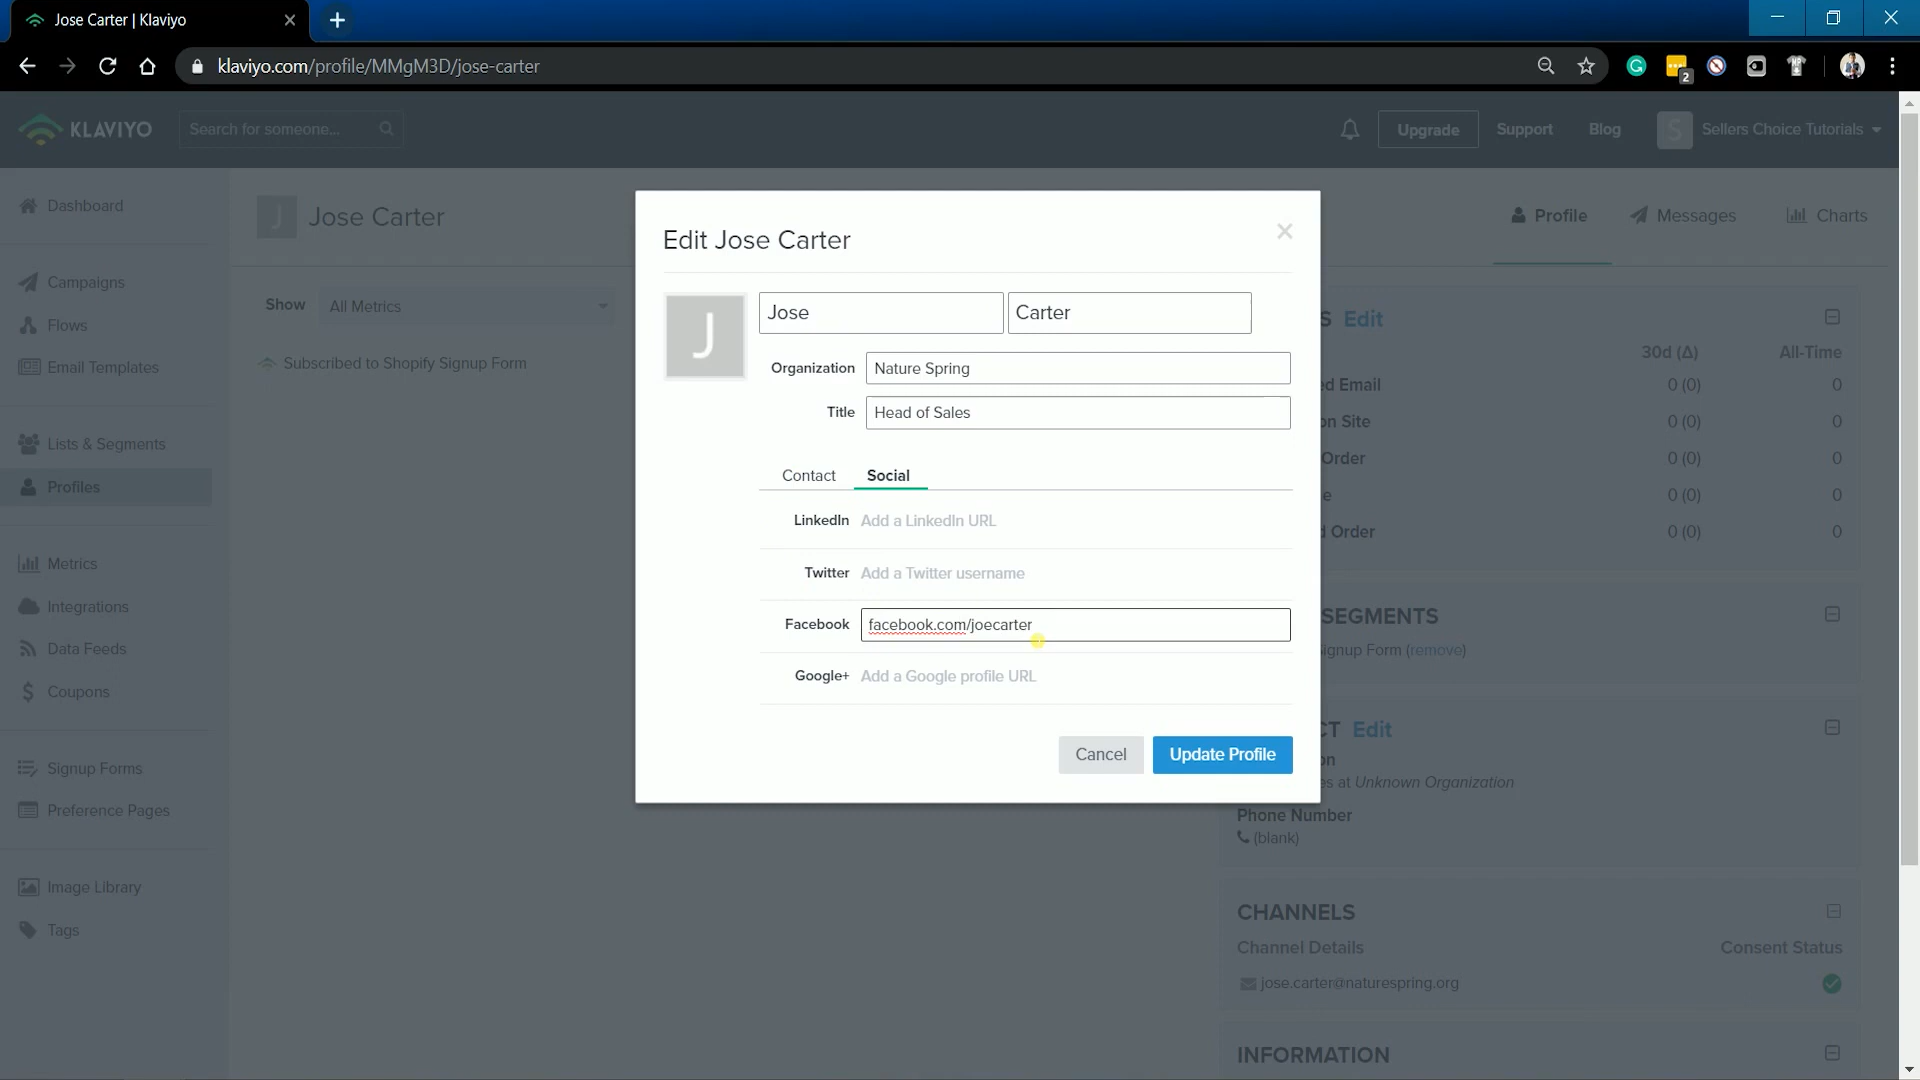 Jose Carter | Klaviyo
klaviyo.com/profile/MMgM3D/jose-carter
2
KLAVIYO
Search for someone...
Upgrade
Support
Blog
S
Sellers Choice Tutorials
Dashboard
Campaigns
Flows
Email Templates
Lists & Segments
Profiles
Metrics
Integrations
Data Feeds
Coupons
Signup Forms
Preference Pages
Image Library
Tags
J
Jose Carter
Profile
Messages
Charts
Show
All Metrics
Subscribed to Shopify Signup Form
Edit Jose Carter
J
Jose
Carter
Organization
Nature Spring
Title
Head of Sales
Contact
Social
LinkedIn
Add a LinkedIn URL
Twitter
Add a Twitter username
Facebook
facebook.com/joecarter
Google+
Add a Google profile URL
Cancel
Update Profile
S Edit
30d (Δ)
All-Time
ed Email
0 (0)
0
on Site
0 (0)
0
Order
0 (0)
0
e
0 (0)
0
d Order
0 (0)
0
SEGMENTS
ignup Form (remove)
CT Edit
on
es at Unknown Organization
Phone Number
(blank)
CHANNELS
Channel Details
Consent Status
jose.carter@naturespring.org
INFORMATION